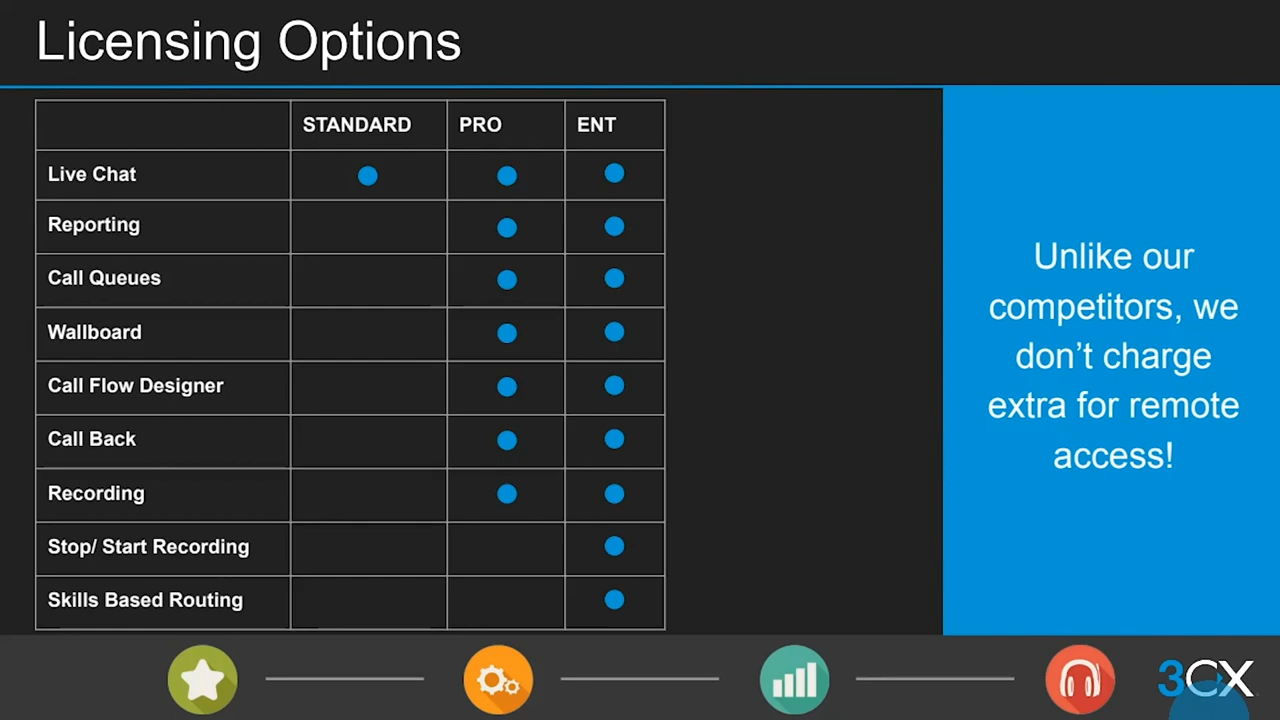 Licensing Options
STANDARD PRO ENT
Live Chat
Reporting
Call Queues
Wallboard
Call Flow Designer
Call Back
Recording
Stop/ Start Recording
Skills Based Routing
Unlike our
competitors, we
don’t charge
extra for remote
access!
3CX